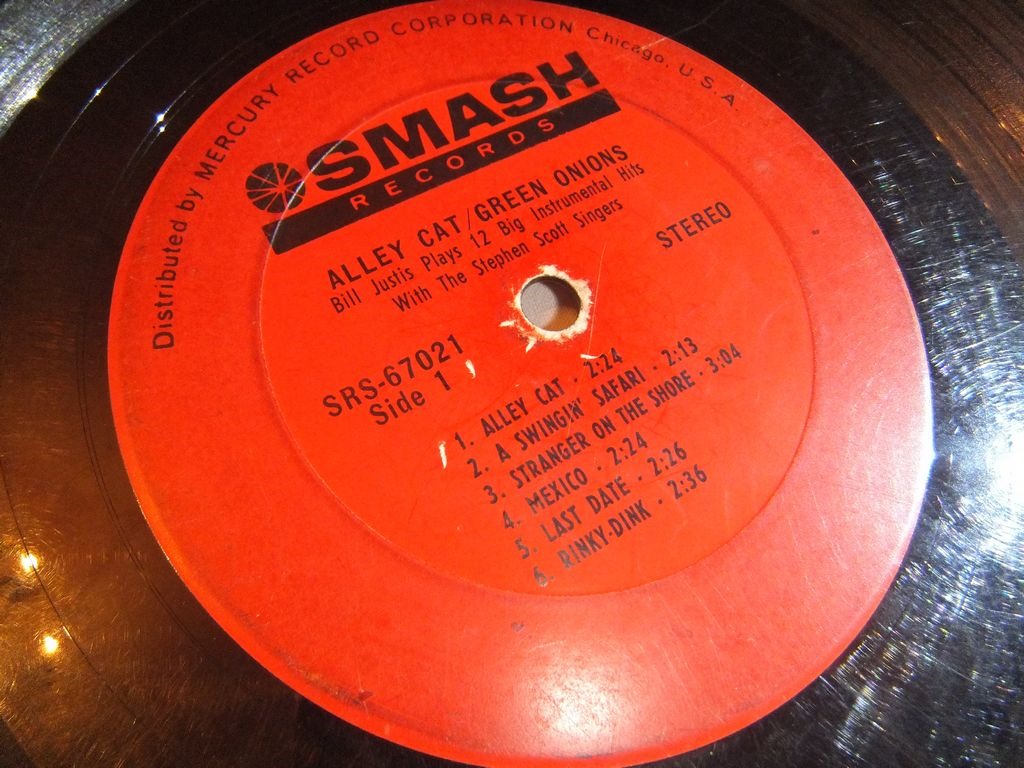 Distributed by MERCURY RECORD CORPORATION Chicago, U.S.A.
SMASH
RECORDS
ALLEY CAT/GREEN ONIONS
Bill Justis Plays 12 Big Instrumental Hits
With The Stephen Scott Singers
STEREO
SRS-67021
Side 1
1. ALLEY CAT · 2:24
2. A SWINGIN' SAFARI · 2:13
3. STRANGER ON THE SHORE · 3:04
4. MEXICO · 2:24
5. LAST DATE · 2:26
6. RINKY-DINK · 2:36